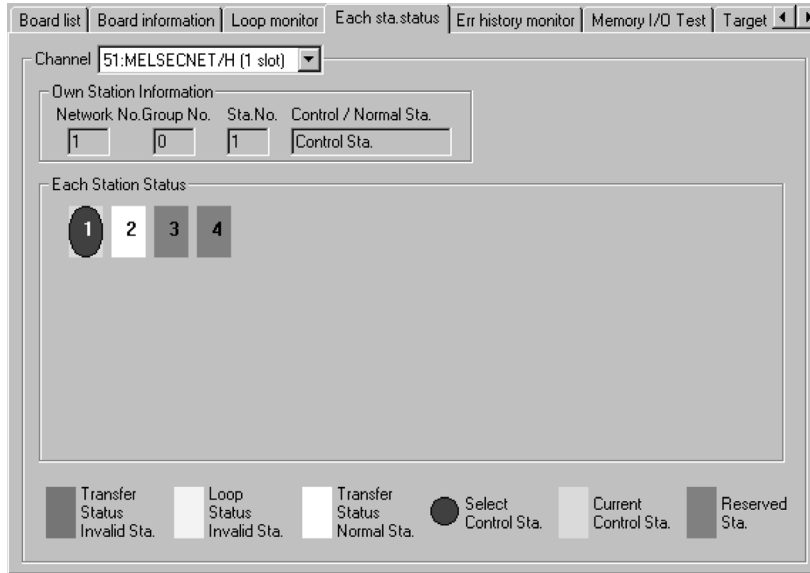 Board list Board information Loop monitor Each sta.status Err history monitor Memory I/O Test Target
Channel 51:MELSECNET/H (1 slot)
Own Station Information
Network No. Group No. Sta.No. Control / Normal Sta.
1 0 1 Control Sta.
Each Station Status
1 2 3 4
Transfer Status Invalid Sta.
Loop Status Invalid Sta.
Transfer Status Normal Sta.
Select Control Sta.
Current Control Sta.
Reserved Sta.